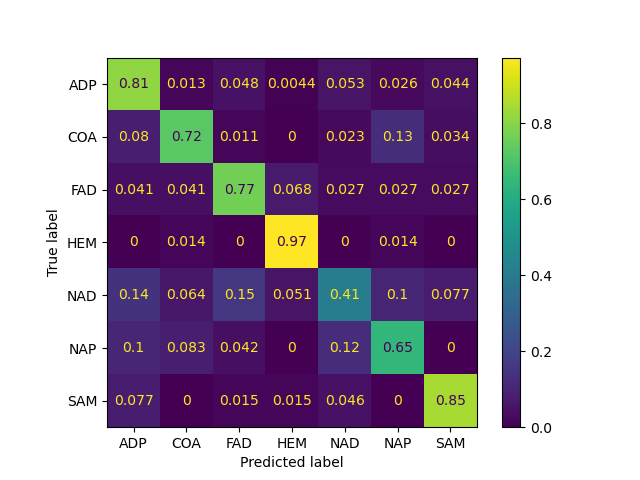 ADP 0.81 0.013 0.048 0.0044 0.053 0.026 0.044
COA 0.08 0.72 0.011 0 0.023 0.13 0.034
FAD 0.041 0.041 0.77 0.068 0.027 0.027 0.027
HEM 0 0.014 0 0.97 0 0.014 0
NAD 0.14 0.064 0.15 0.051 0.41 0.1 0.077
NAP 0.1 0.083 0.042 0 0.12 0.65 0
SAM 0.077 0 0.015 0.015 0.046 0 0.85
ADP COA FAD HEM NAD NAP SAM
True label
Predicted label
0.8
0.6
0.4
0.2
0.0